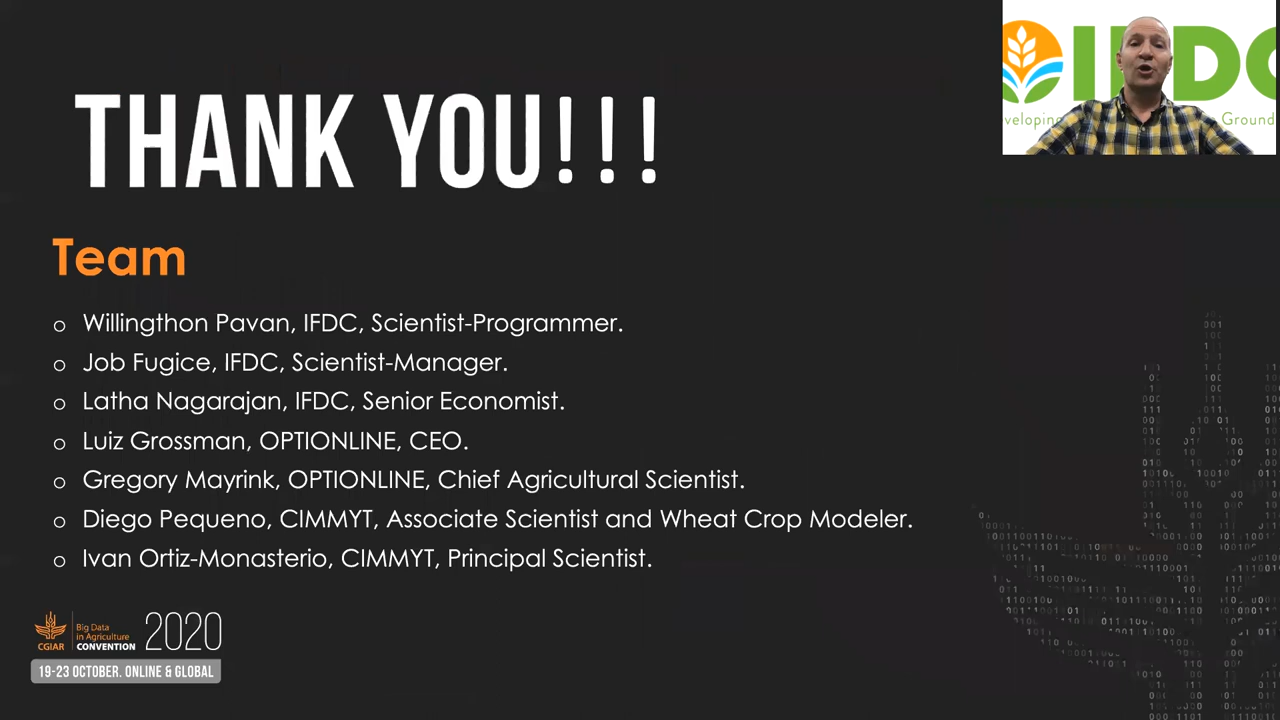 THANK YOU!!!
IFDC
Developing
Ground
Team
o Willingthon Pavan, IFDC, Scientist-Programmer.
o Job Fugice, IFDC, Scientist-Manager.
o Latha Nagarajan, IFDC, Senior Economist.
o Luiz Grossman, OPTIONLINE, CEO.
o Gregory Mayrink, OPTIONLINE, Chief Agricultural Scientist.
o Diego Pequeno, CIMMYT, Associate Scientist and Wheat Crop Modeler.
o Ivan Ortiz-Monasterio, CIMMYT, Principal Scientist.
CGIAR
Big Data
in Agriculture
CONVENTION
2020
19-23 OCTOBER. ONLINE & GLOBAL